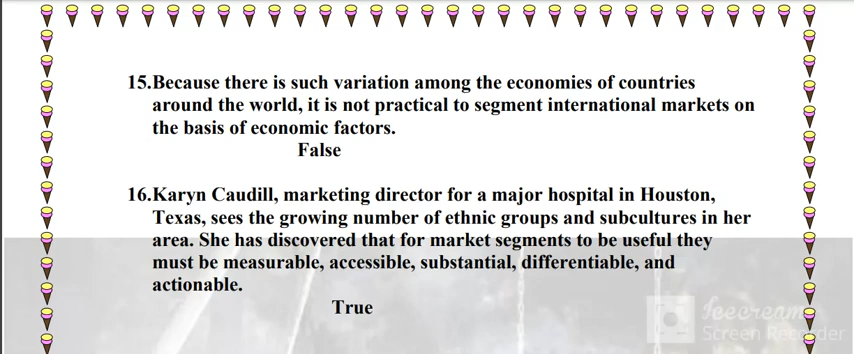 15.Because there is such variation among the economies of countries
around the world, it is not practical to segment international markets on
the basis of economic factors.
False
16.Karyn Caudill, marketing director for a major hospital in Houston,
Texas, sees the growing number of ethnic groups and subcultures in her
area. She has discovered that for market segments to be useful they
must be measurable, accessible, substantial, differentiable, and
actionable.
True
Icecream
Screen Recorder